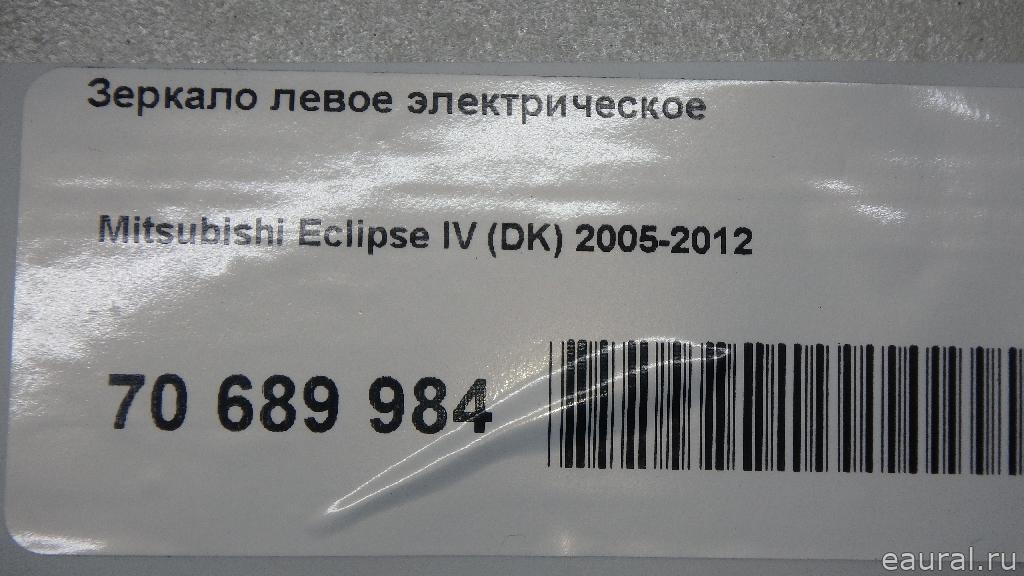 Зеркало левое электрическое
Mitsubishi Eclipse IV (DK) 2005-2012
70 689 984
eaural.ru